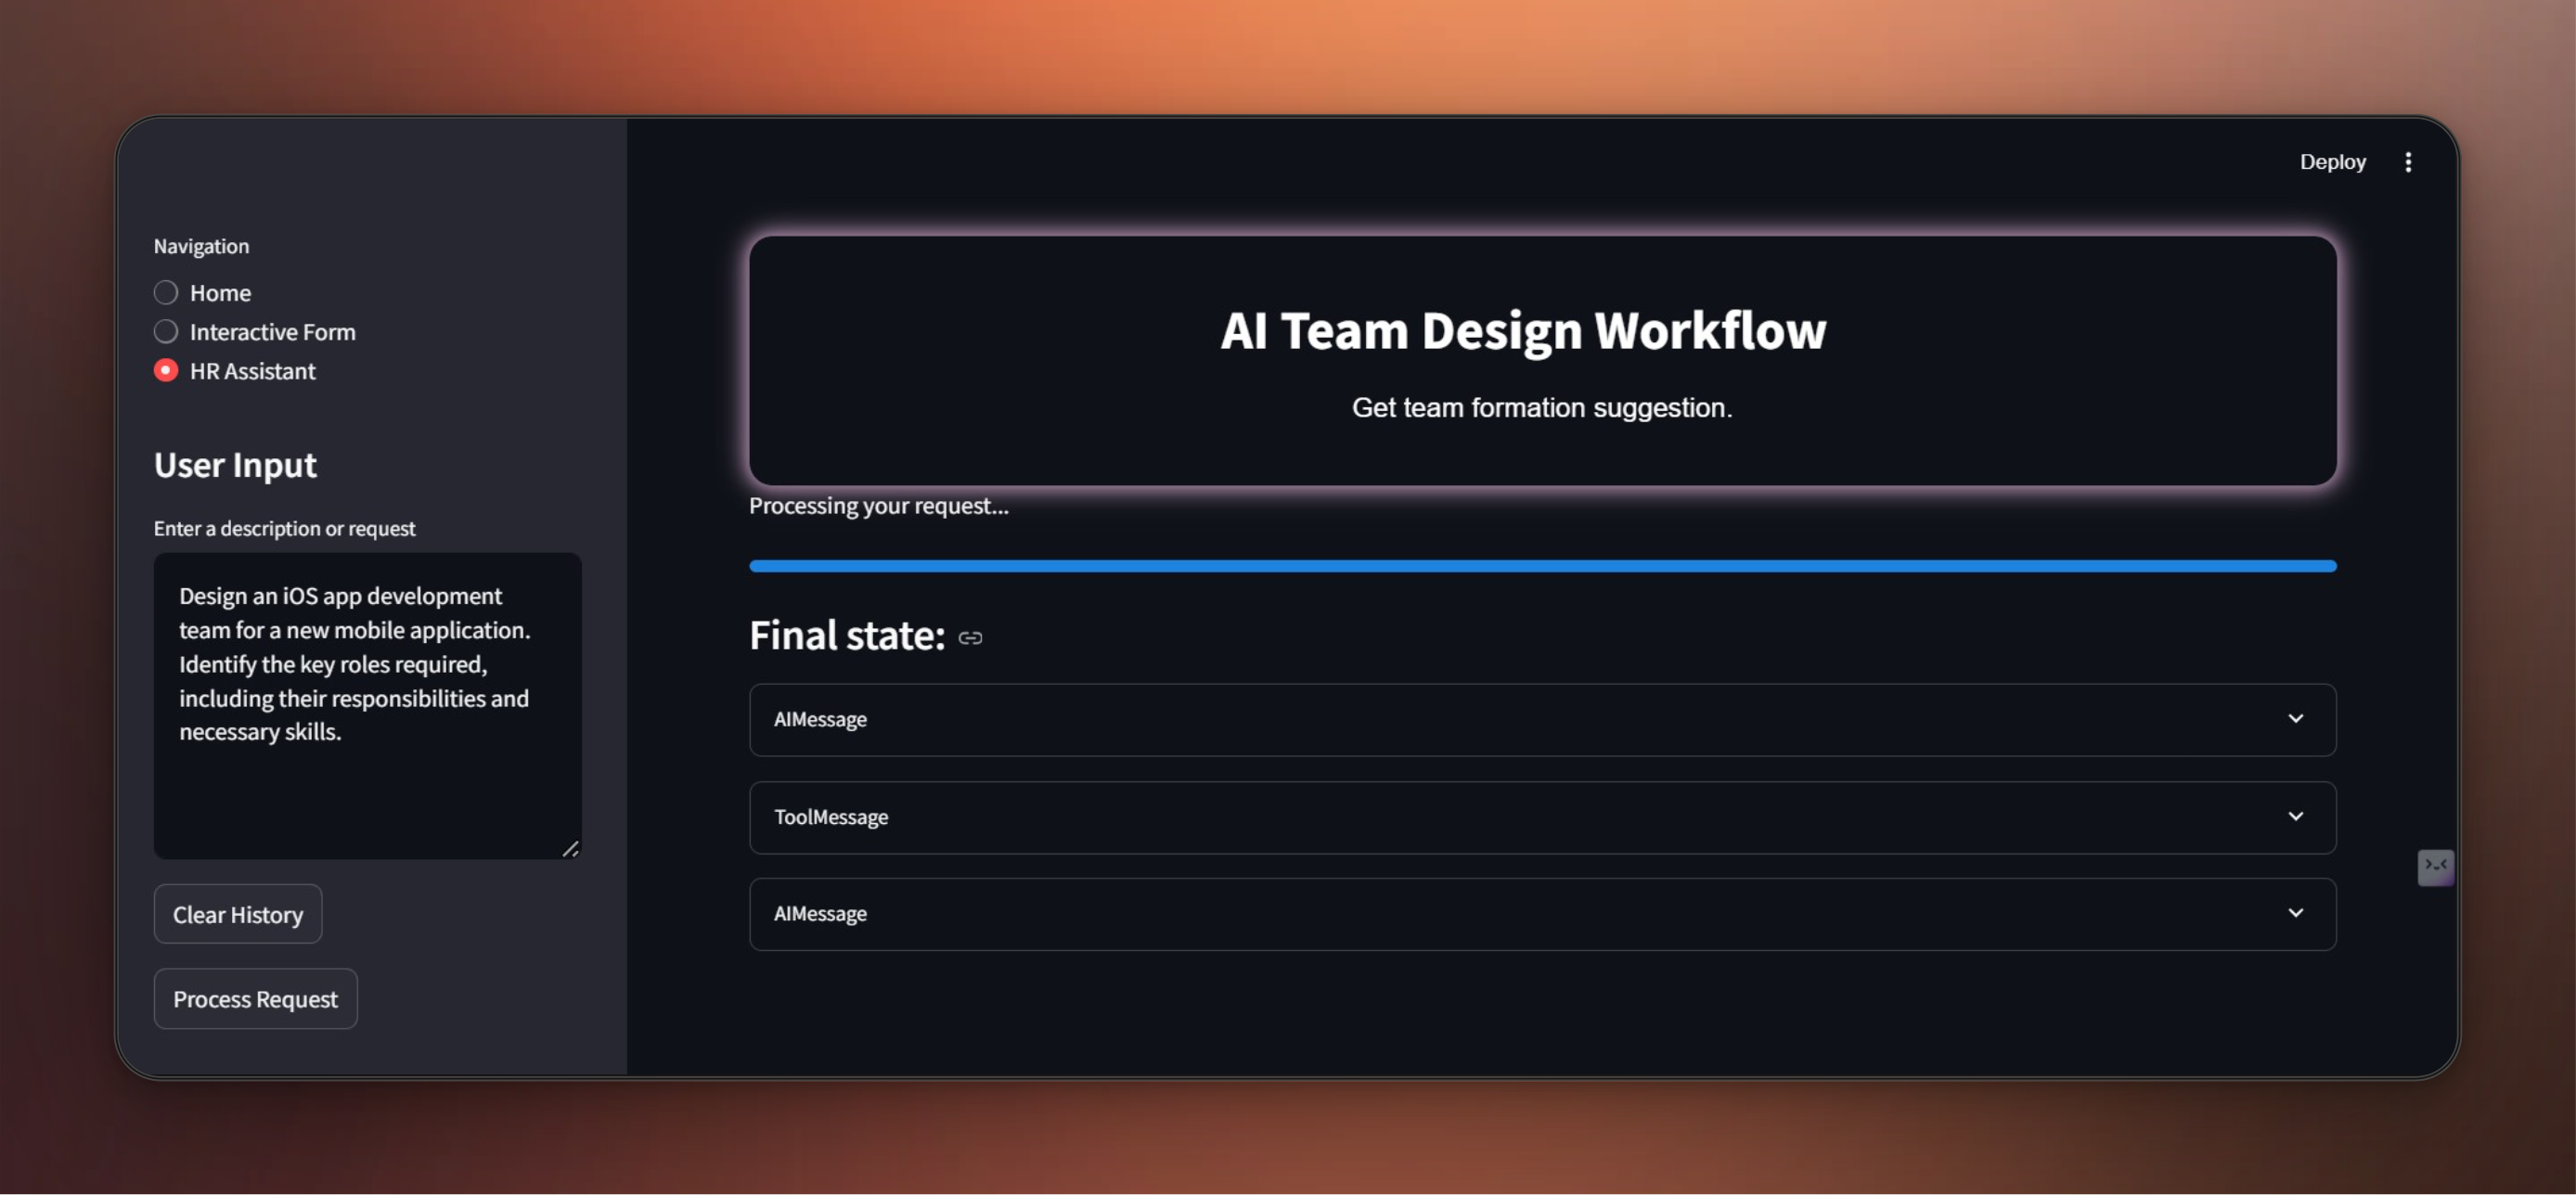 Deploy
Navigation
Home
Interactive Form
HR Assistant
User Input
Enter a description or request
Design an iOS app development
team for a new mobile application.
Identify the key roles required,
including their responsibilities and
necessary skills.
Clear History
Process Request
AI Team Design Workflow
Get team formation suggestion.
Processing your request...
Final state:
AIMessage
ToolMessage
AIMessage